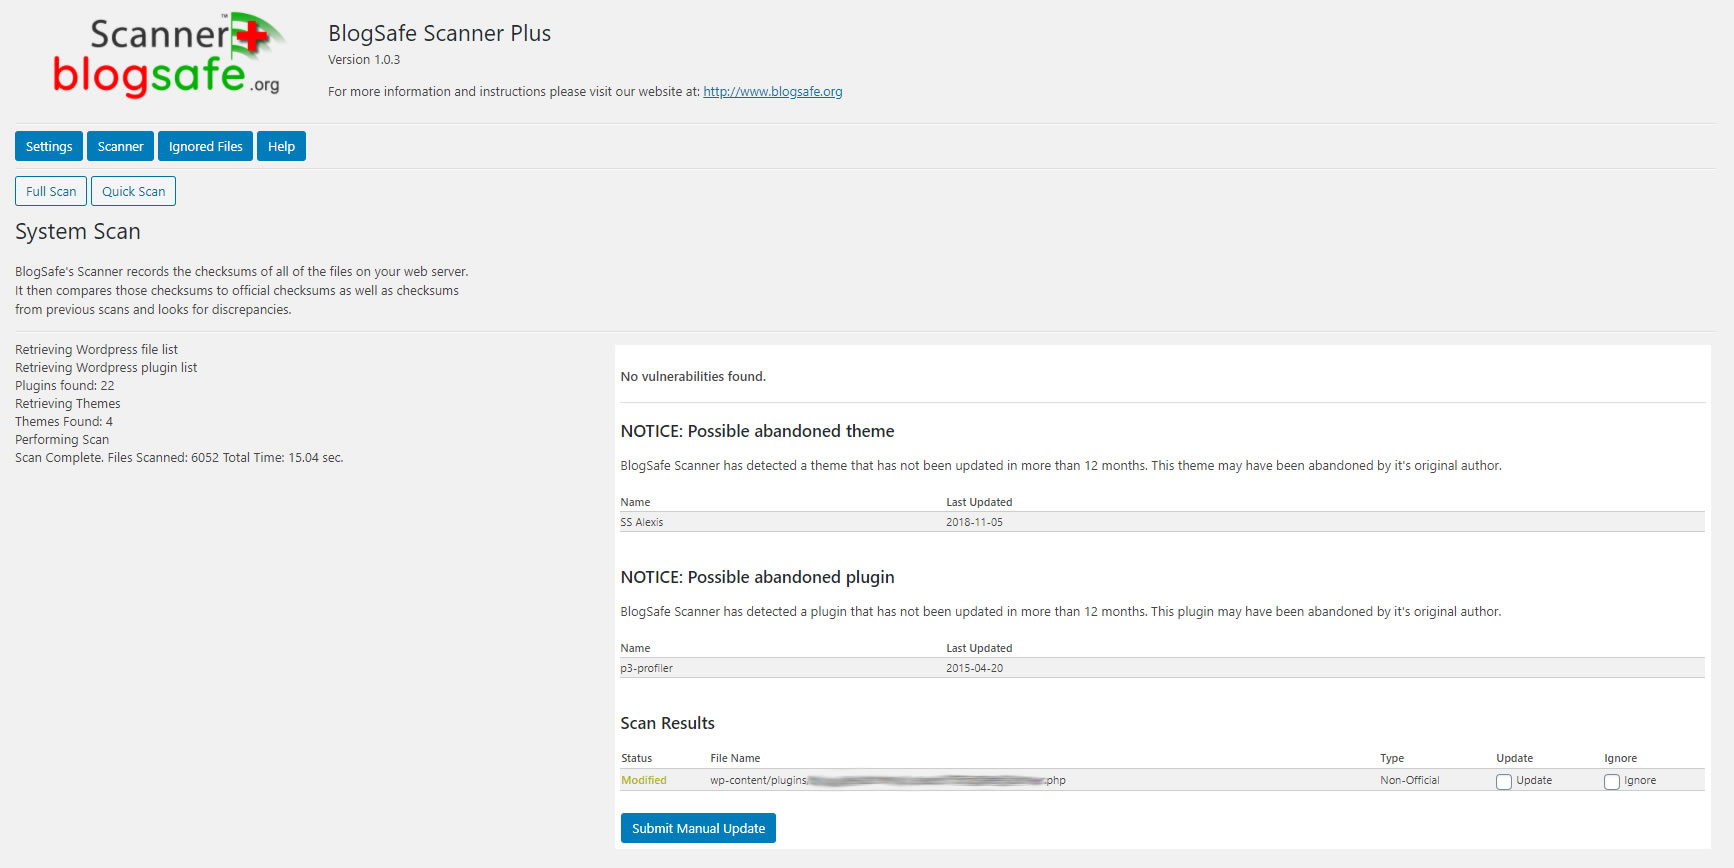 Scanner™
blogsafe.org
BlogSafe Scanner Plus
Version 1.0.3
For more information and instructions please visit our website at: http://www.blogsafe.org
Settings Scanner Ignored Files Help
Full Scan Quick Scan
System Scan
BlogSafe's Scanner records the checksums of all of the files on your web server.
It then compares those checksums to official checksums as well as checksums
from previous scans and looks for discrepancies.
Retrieving Wordpress file list
Retrieving Wordpress plugin list
Plugins found: 22
Retrieving Themes
Themes Found: 4
Performing Scan
Scan Complete. Files Scanned: 6052 Total Time: 15.04 sec.
No vulnerabilities found.
NOTICE: Possible abandoned theme
BlogSafe Scanner has detected a theme that has not been updated in more than 12 months. This theme may have been abandoned by it's original author.
Name Last Updated
SS Alexis 2018-11-05
NOTICE: Possible abandoned plugin
BlogSafe Scanner has detected a plugin that has not been updated in more than 12 months. This plugin may have been abandoned by it's original author.
Name Last Updated
p3-profiler 2015-04-20
Scan Results
Status File Name Type Update Ignore
Modified wp-content/plugins/ .php Non-Official Update Ignore
Submit Manual Update